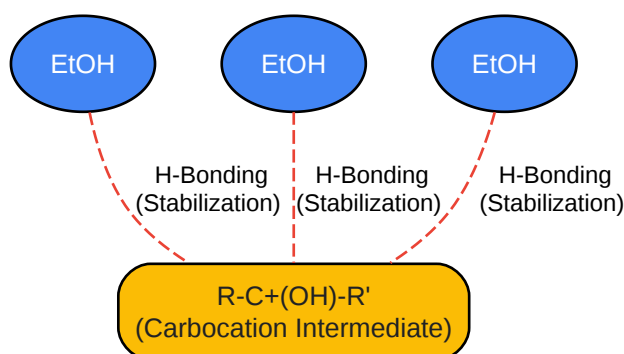 EtOH
EtOH
EtOH
H-Bonding
(Stabilization)
H-Bonding
(Stabilization)
H-Bonding
(Stabilization)
R-C+(OH)-R'
(Carbocation Intermediate)